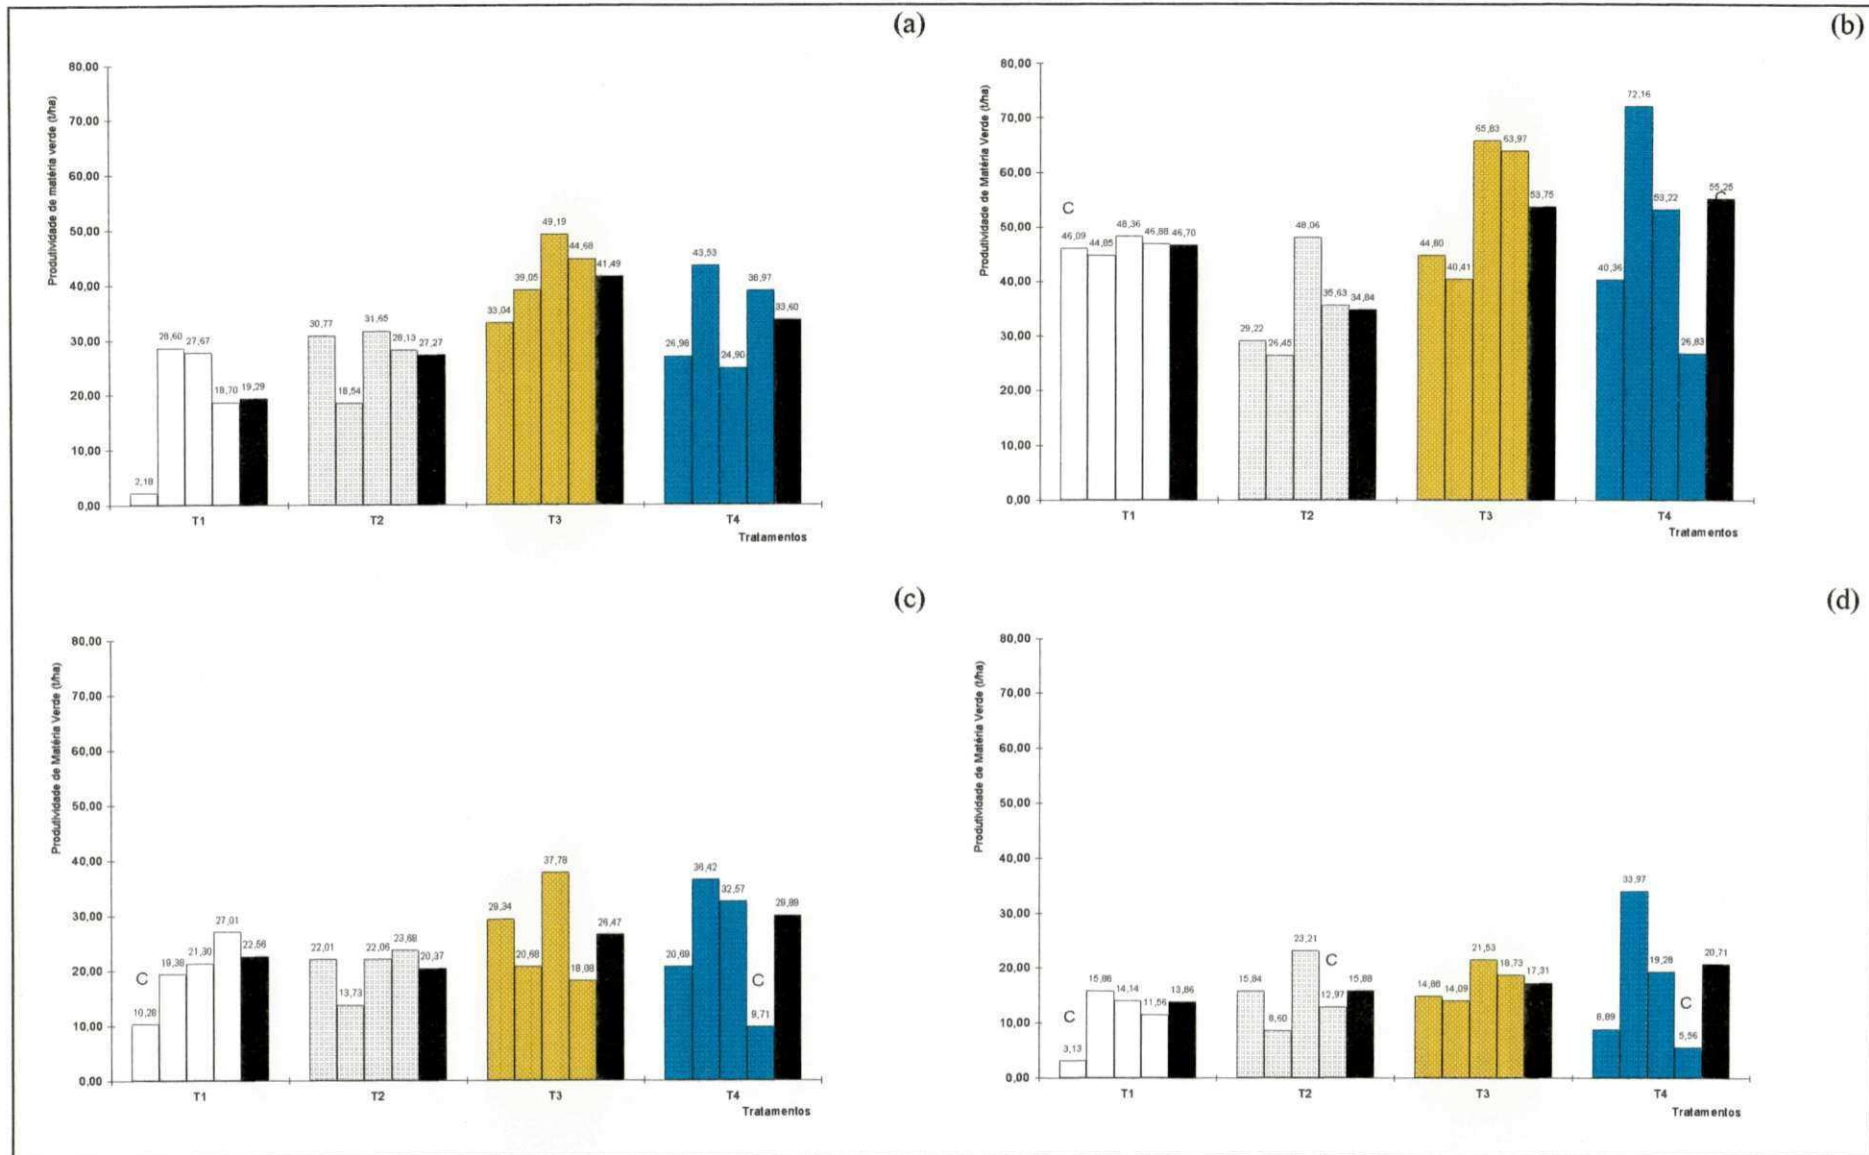 (a)
Produtividade de matéria verde (t/ha)
80,00
70,00
60,00
50,00
40,00
30,00
20,00
10,00
0,00
2,18 28,60 27,67 18,70 19,29
30,77 18,54 31,65 28,13 27,27
33,04 39,05 49,19 44,68 41,49
26,98 43,53 24,90 38,97 33,60
T1 T2 T3 T4
Tratamentos
(b)
Produtividade de Matéria Verde (t/ha)
80,00
70,00
60,00
50,00
40,00
30,00
20,00
10,00
0,00
C
46,09 44,85 48,36 46,88 46,70
29,22 26,45 48,06 35,63 34,84
44,80 40,41 65,83 63,97 53,75
40,36 72,16 53,22 26,83 55,25
C
T1 T2 T3 T4
Tratamentos
(c)
Produtividade de Matéria Verde (t/ha)
80,00
70,00
60,00
50,00
40,00
30,00
20,00
10,00
0,00
C
10,28 19,38 21,30 27,01 22,56
22,01 13,73 22,06 23,68 20,37
29,34 20,68 37,78 18,08 26,47
C
20,69 36,42 32,57 9,71 29,89
T1 T2 T3 T4
Tratamentos
(d)
Produtividade de Matéria Verde (t/ha)
80,00
70,00
60,00
50,00
40,00
30,00
20,00
10,00
0,00
C
3,13 15,88 14,14 11,56 13,86
C
15,84 8,60 23,21 12,97 15,88
14,88 14,09 21,53 18,73 17,31
C
8,89 33,97 19,28 5,56 20,71
T1 T2 T3 T4
Tratamentos